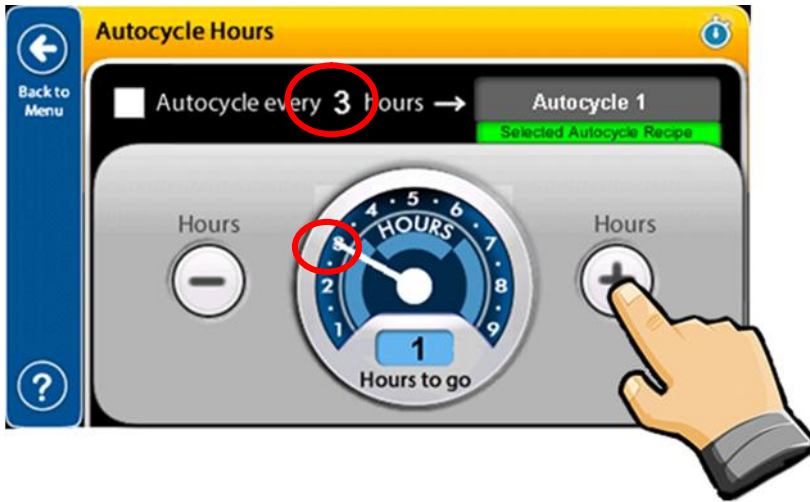 Autocycle Hours
Back to
Menu
Autocycle every 3 hours →
Autocycle 1
Selected Autocycle Recipe
Hours
Hours
HOURS
1 · 2 · 3 · 4 · 5 · 6 · 7 · 8 · 9
1
Hours to go
?